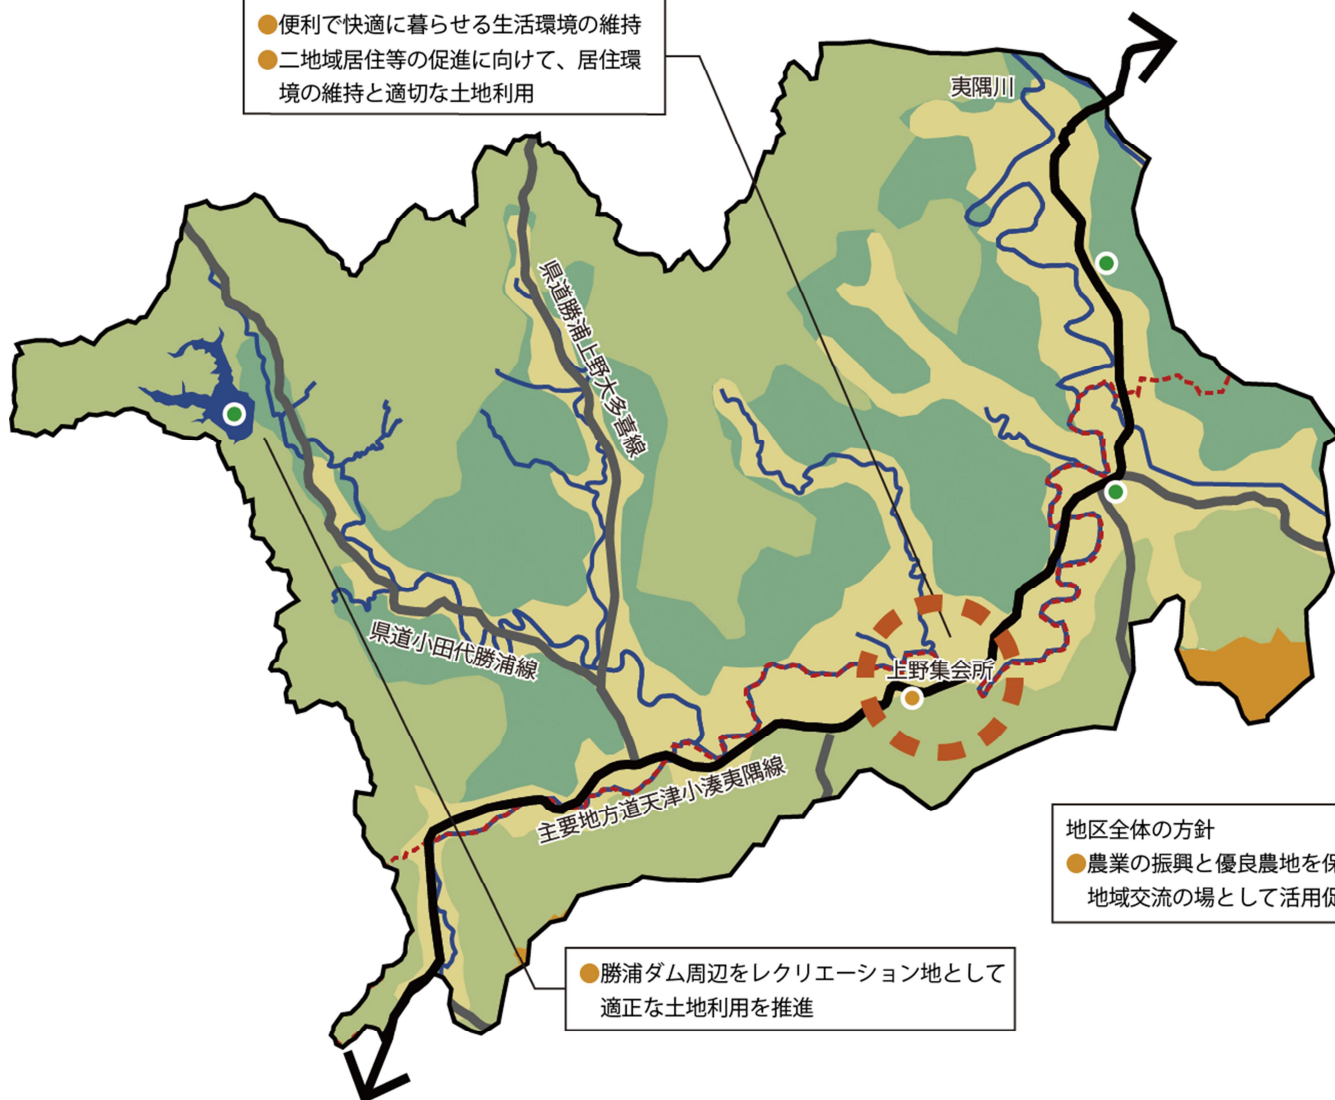 ●便利で快適に暮らせる生活環境の維持
●二地域居住等の促進に向けて、居住環
境の維持と適切な土地利用
夷隅川
県道勝浦上野大多喜線
県道小田代勝浦線
上野集会所
主要地方道天津小湊夷隅線
地区全体の方針
●農業の振興と優良農地を保
地域交流の場として活用促
●勝浦ダム周辺をレクリエーション地として
適正な土地利用を推進